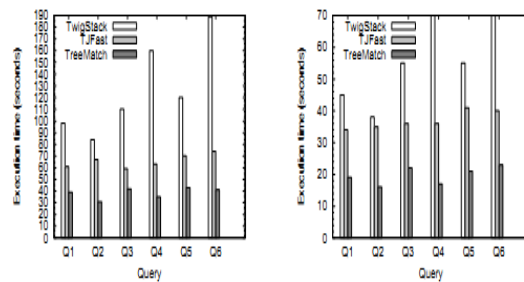 190
180
170
160
150
140
130
120
110
100
90
80
70
60
50
40
30
20
10
0
Execution time (seconds)
TwigStack
TJFast
TreeMatch
Q1 Q2 Q3 Q4 Q5 Q6
Query
70
60
50
40
30
20
10
0
Execution time (seconds)
TwigStack
TJFast
TreeMatch
Q1 Q2 Q3 Q4 Q5 Q6
Query